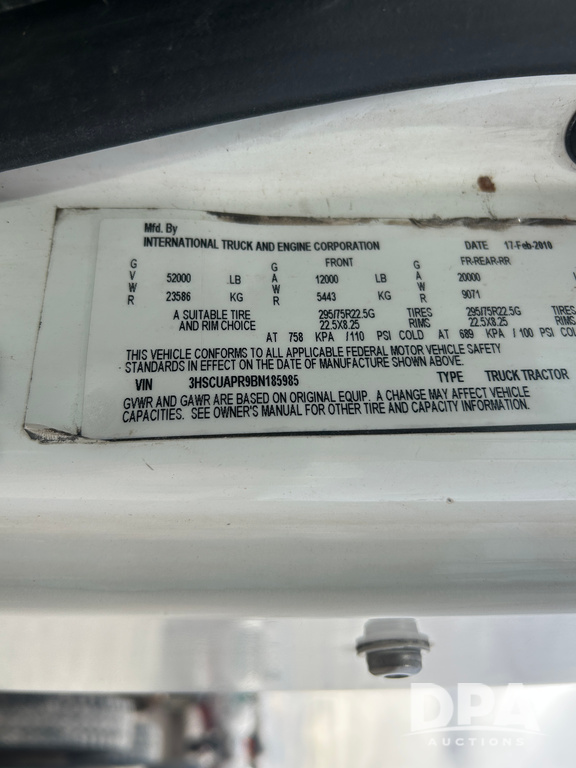 Mfd. By
INTERNATIONAL TRUCK AND ENGINE CORPORATION DATE 17-Feb-2010
G FRONT G FR-REAR-RR
V 52000 LB A 12000 LB A 20000
W W W
R 23586 KG R 5443 KG R 9071
A SUITABLE TIRE 295/75R22.5G TIRES 295/75R22.5G
AND RIM CHOICE 22.5X8.25 RIMS 22.5X8.25
AT 758 KPA /110 PSI COLD AT 689 KPA /100 PSI
THIS VEHICLE CONFORMS TO ALL APPLICABLE FEDERAL MOTOR VEHICLE SAFETY
STANDARDS IN EFFECT ON THE DATE OF MANUFACTURE SHOWN ABOVE.
VIN 3HSCUAPR9BN185985 TYPE TRUCK TRACTOR
GVWR AND GAWR ARE BASED ON ORIGINAL EQUIP. A CHANGE MAY AFFECT VEHICLE
CAPACITIES. SEE OWNER'S MANUAL FOR OTHER TIRE AND CAPACITY INFORMATION.
DPA
AUCTIONS